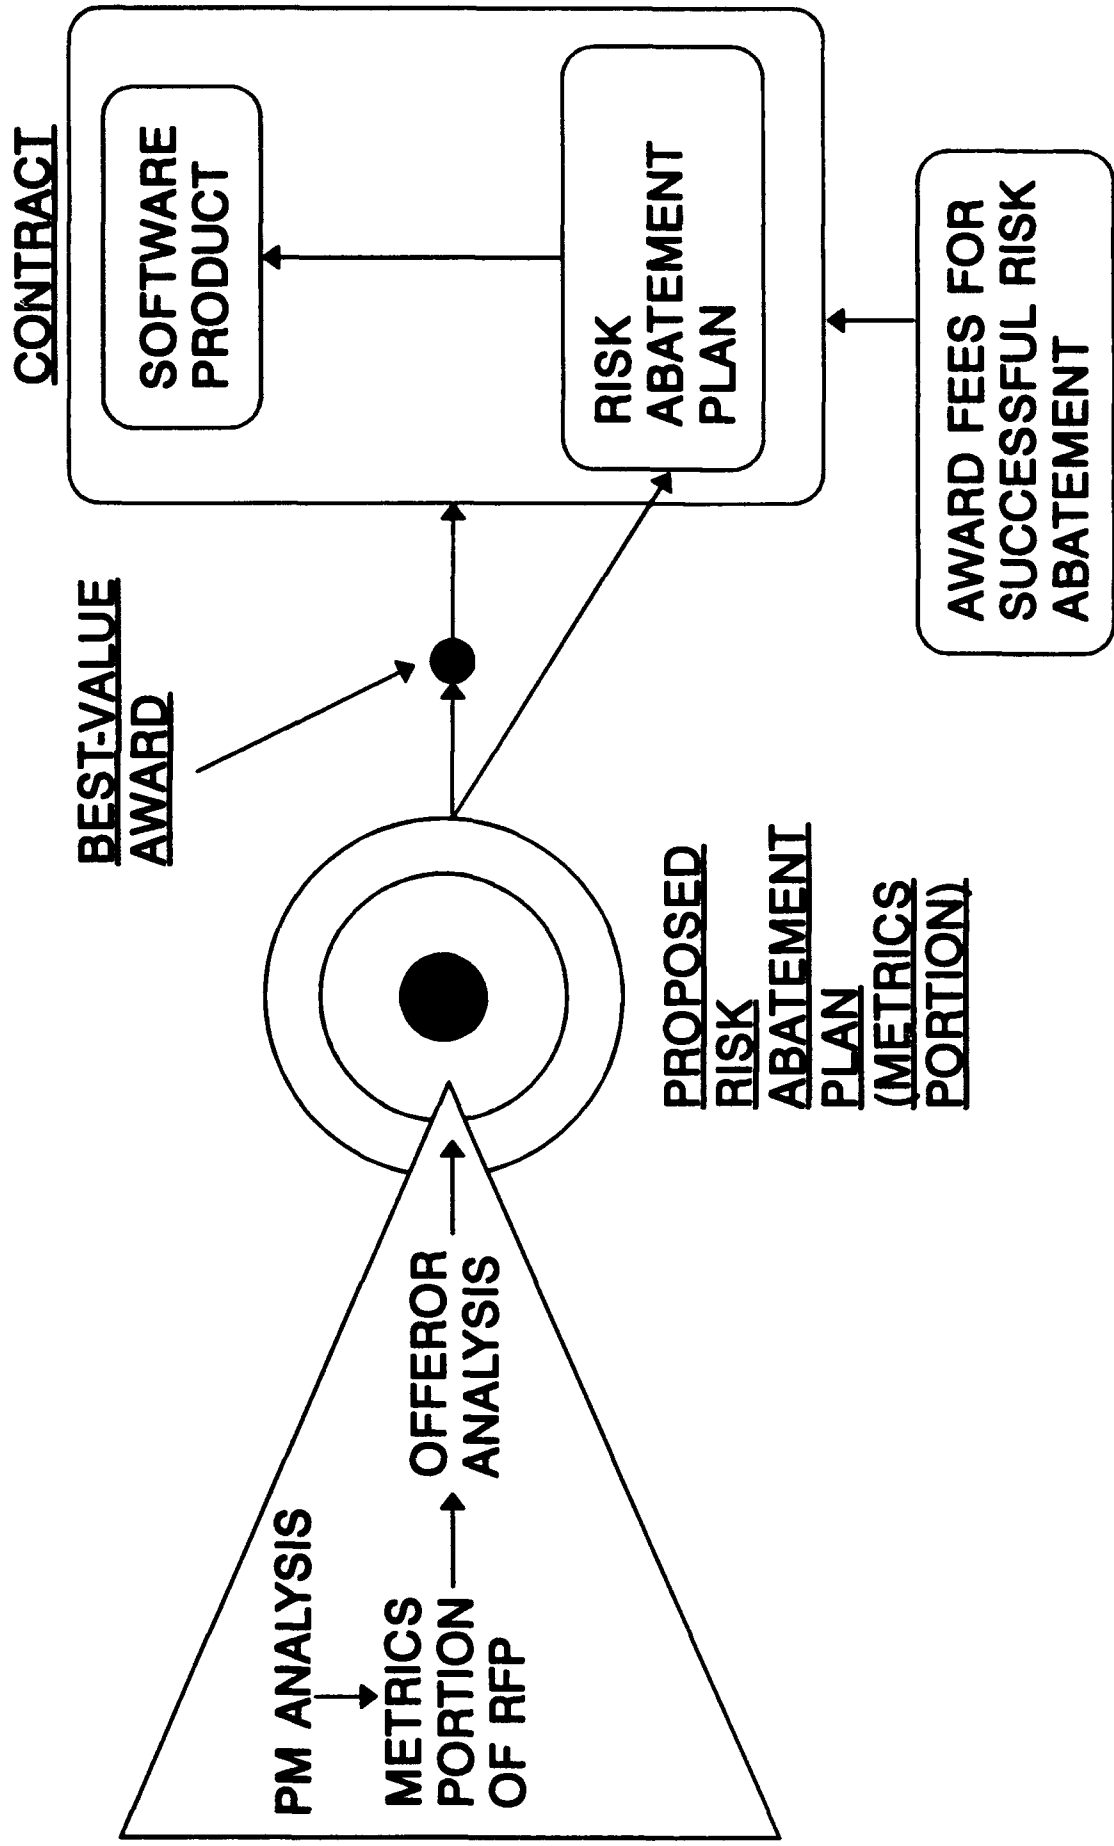 PM ANALYSIS
METRICS
PORTION
OF RFP
OFFEROR
ANALYSIS
PROPOSED
RISK
ABATEMENT
PLAN
(METRICS
PORTION)
BEST-VALUE
AWARD
CONTRACT
SOFTWARE
PRODUCT
RISK
ABATEMENT
PLAN
AWARD FEES FOR
SUCCESSFUL RISK
ABATEMENT